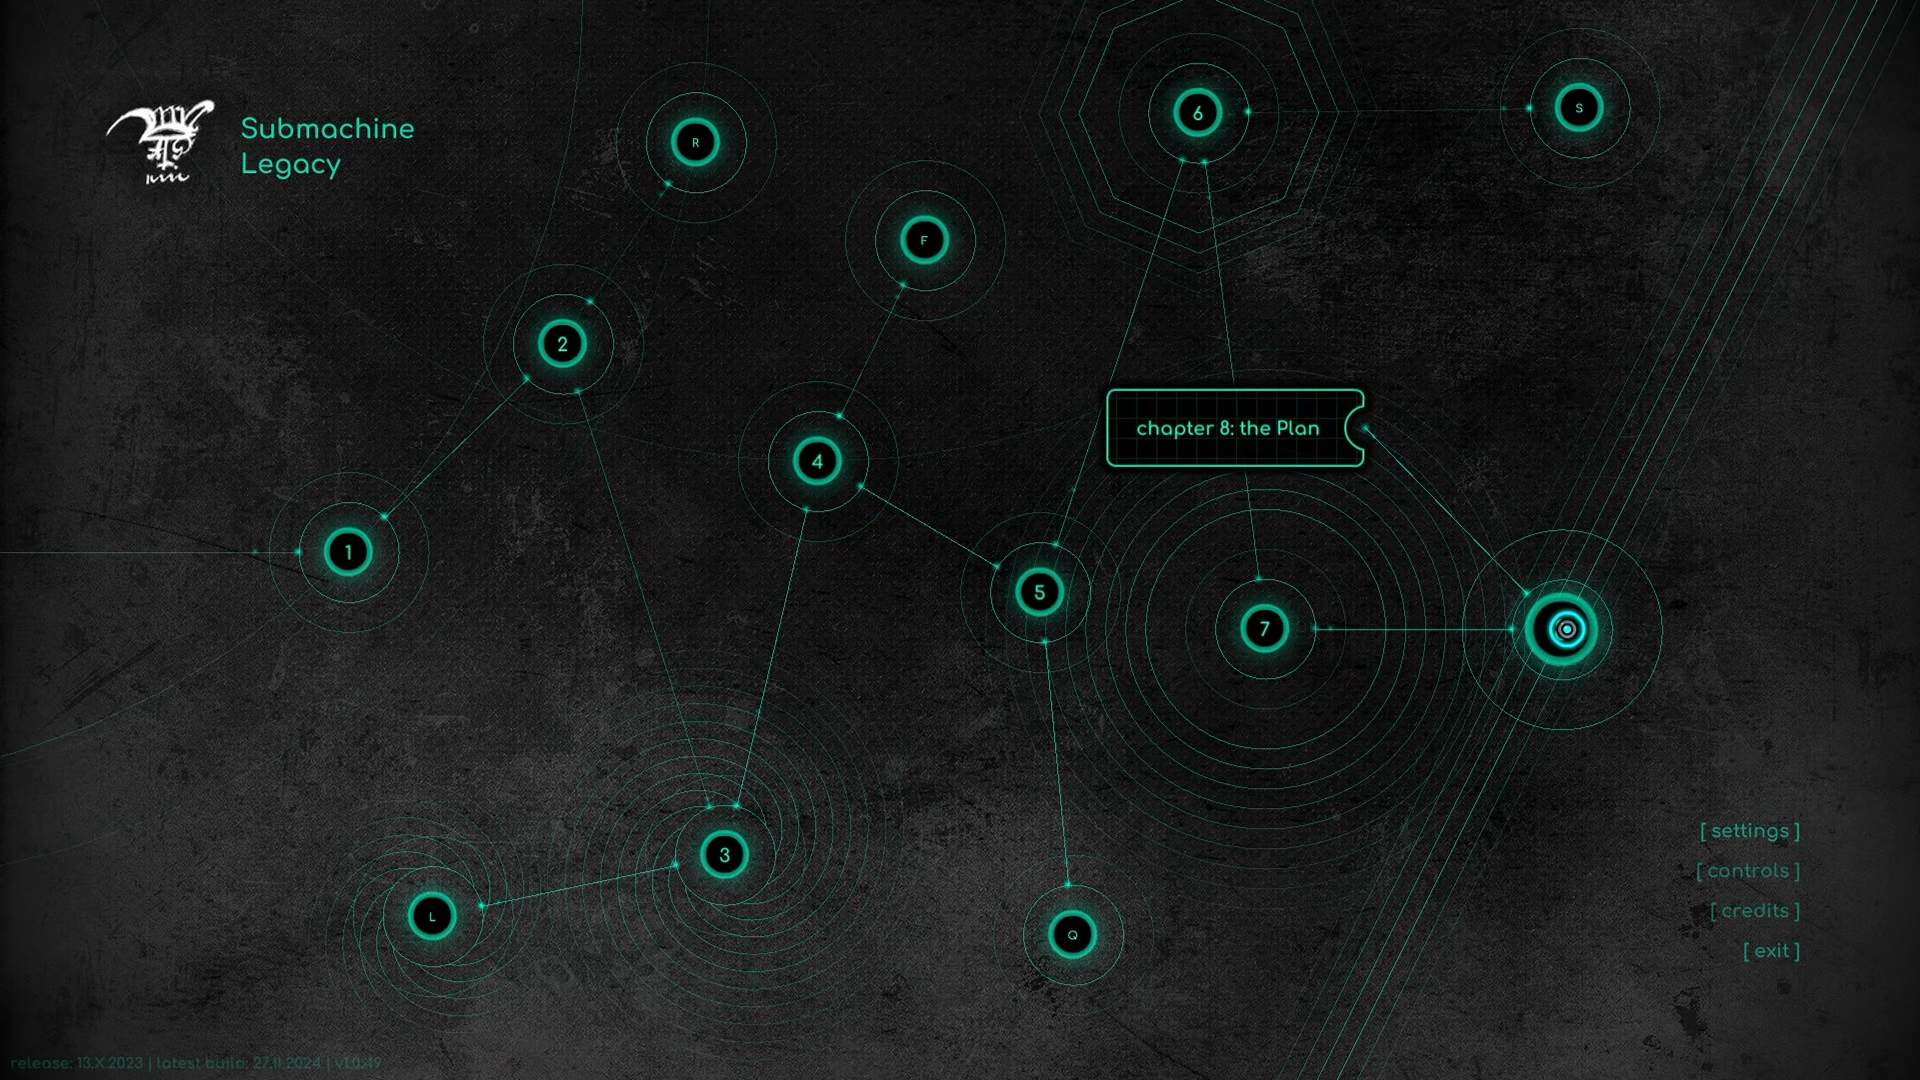 Submachine
Legacy
R
6
S
F
2
chapter 8: the Plan
4
1
5
7
3
L
Q
[ settings ]
[ controls ]
[ credits ]
[ exit ]
release: 13.X.2023 | latest build: 27.II.2024 | v1.0.49